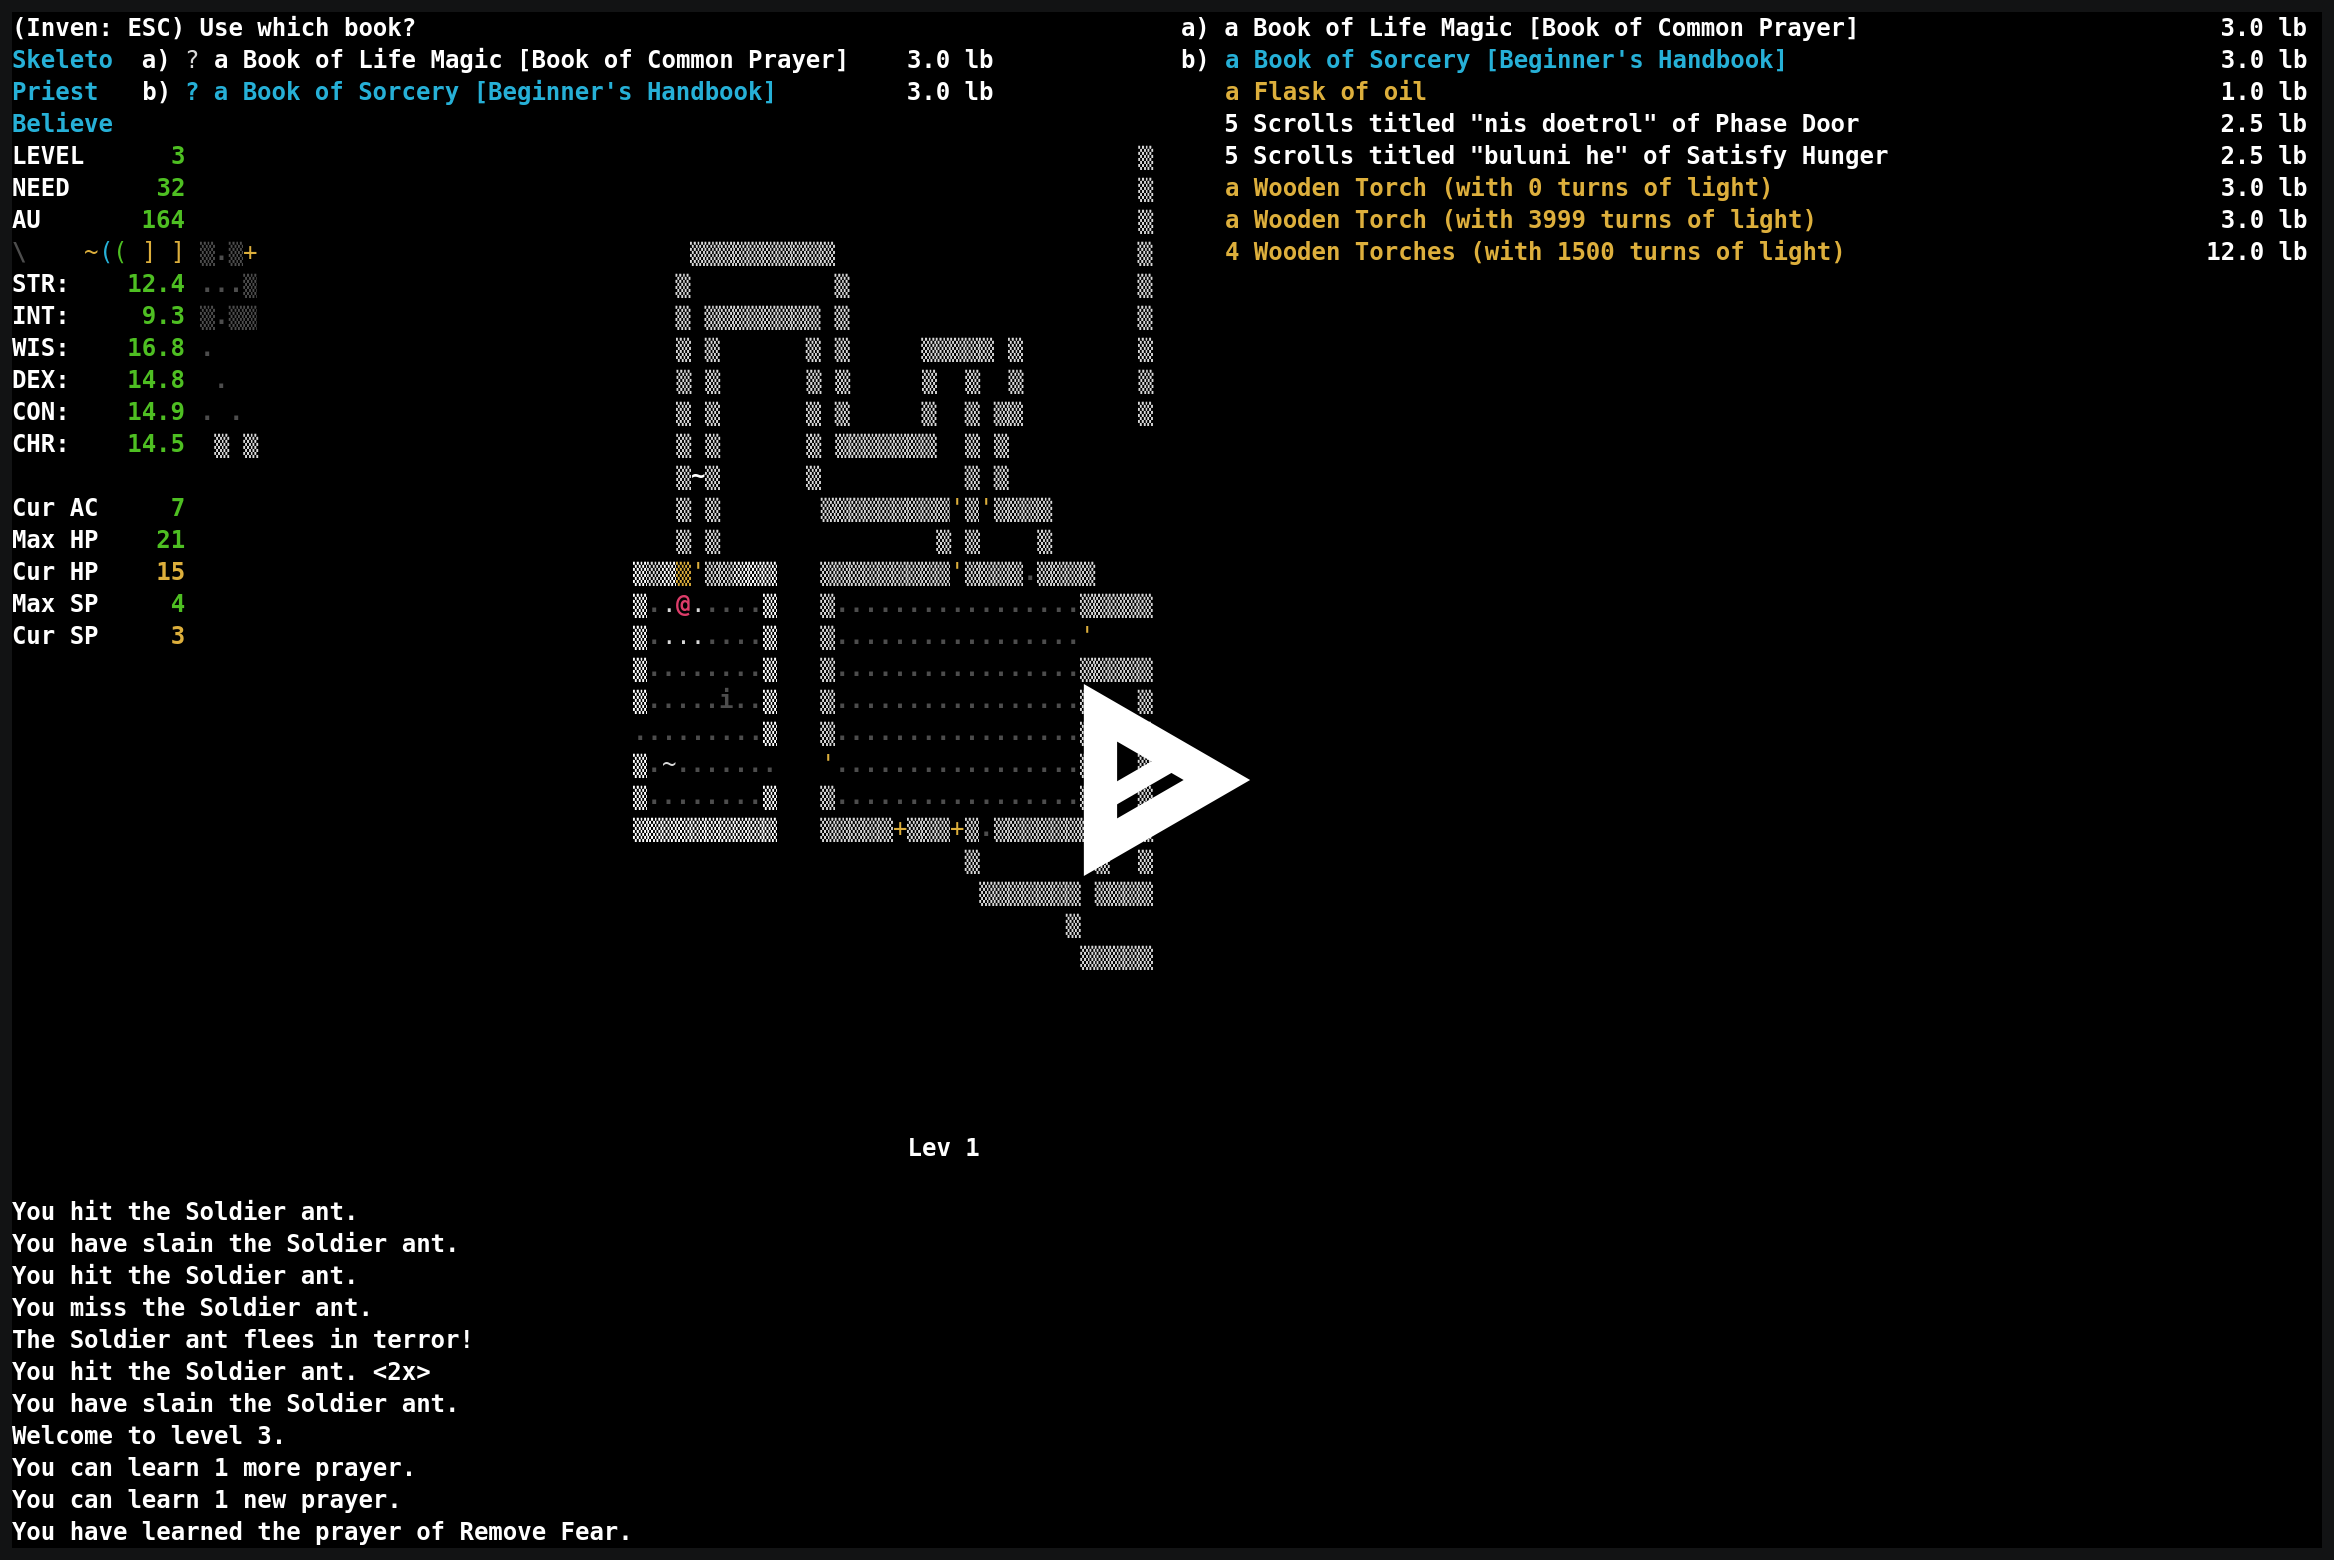 (Inven: ESC) Use which book?
Skeleto a) ? a Book of Life Magic [Book of Common Prayer] 3.0 lb
Priest b) ? a Book of Sorcery [Beginner's Handbook] 3.0 lb
Believe
LEVEL 3
NEED 32
AU 164
\ ~(( ] ]
STR: 12.4
INT: 9.3
WIS: 16.8
DEX: 14.8
CON: 14.9
CHR: 14.5
Cur AC 7
Max HP 21
Cur HP 15
Max SP 4
Cur SP 3
@
i
Lev 1
You hit the Soldier ant.
You have slain the Soldier ant.
You hit the Soldier ant.
You miss the Soldier ant.
The Soldier ant flees in terror!
You hit the Soldier ant. <2x>
You have slain the Soldier ant.
Welcome to level 3.
You can learn 1 more prayer.
You can learn 1 new prayer.
You have learned the prayer of Remove Fear.
a) a Book of Life Magic [Book of Common Prayer] 3.0 lb
b) a Book of Sorcery [Beginner's Handbook] 3.0 lb
a Flask of oil 1.0 lb
5 Scrolls titled "nis doetrol" of Phase Door 2.5 lb
5 Scrolls titled "buluni he" of Satisfy Hunger 2.5 lb
a Wooden Torch (with 0 turns of light) 3.0 lb
a Wooden Torch (with 3999 turns of light) 3.0 lb
4 Wooden Torches (with 1500 turns of light) 12.0 lb